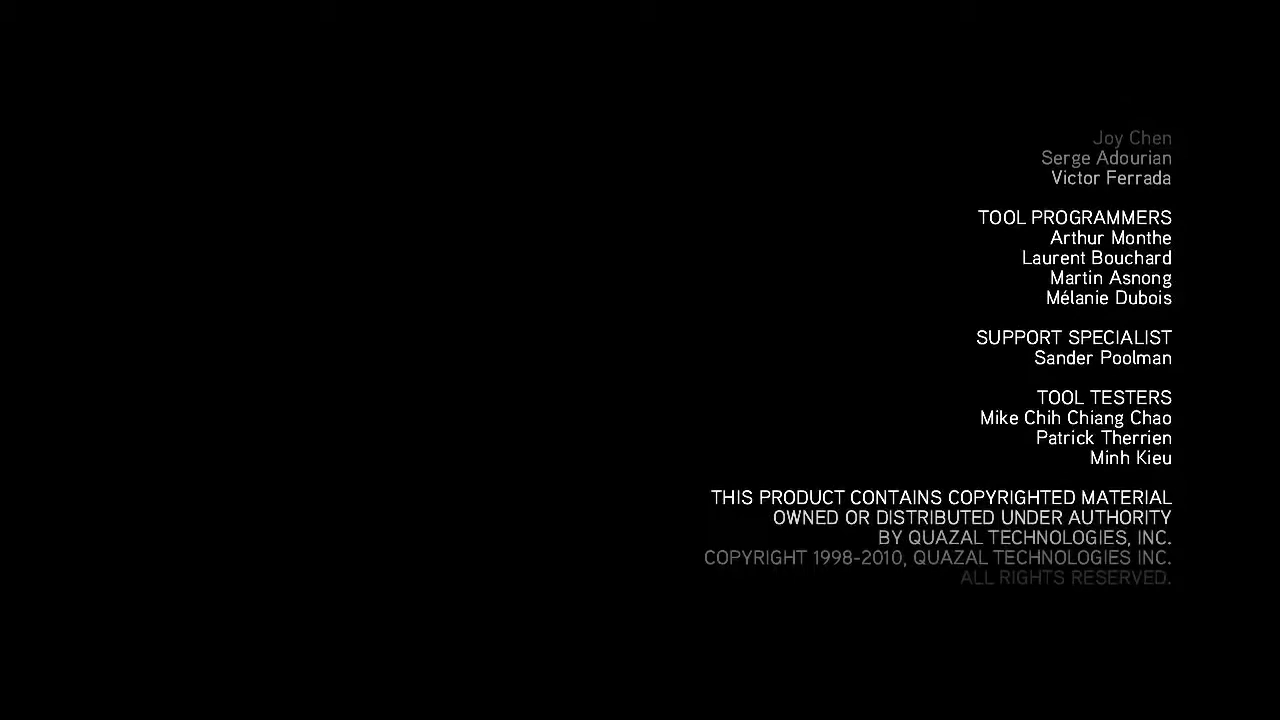 Joy Chen
Serge Adourian
Victor Ferrada
TOOL PROGRAMMERS
Arthur Monthe
Laurent Bouchard
Martin Asnong
Mélanie Dubois
SUPPORT SPECIALIST
Sander Poolman
TOOL TESTERS
Mike Chih Chiang Chao
Patrick Therrien
Minh Kieu
THIS PRODUCT CONTAINS COPYRIGHTED MATERIAL
OWNED OR DISTRIBUTED UNDER AUTHORITY
BY QUAZAL TECHNOLOGIES, INC.
COPYRIGHT 1998-2010, QUAZAL TECHNOLOGIES INC.
ALL RIGHTS RESERVED.